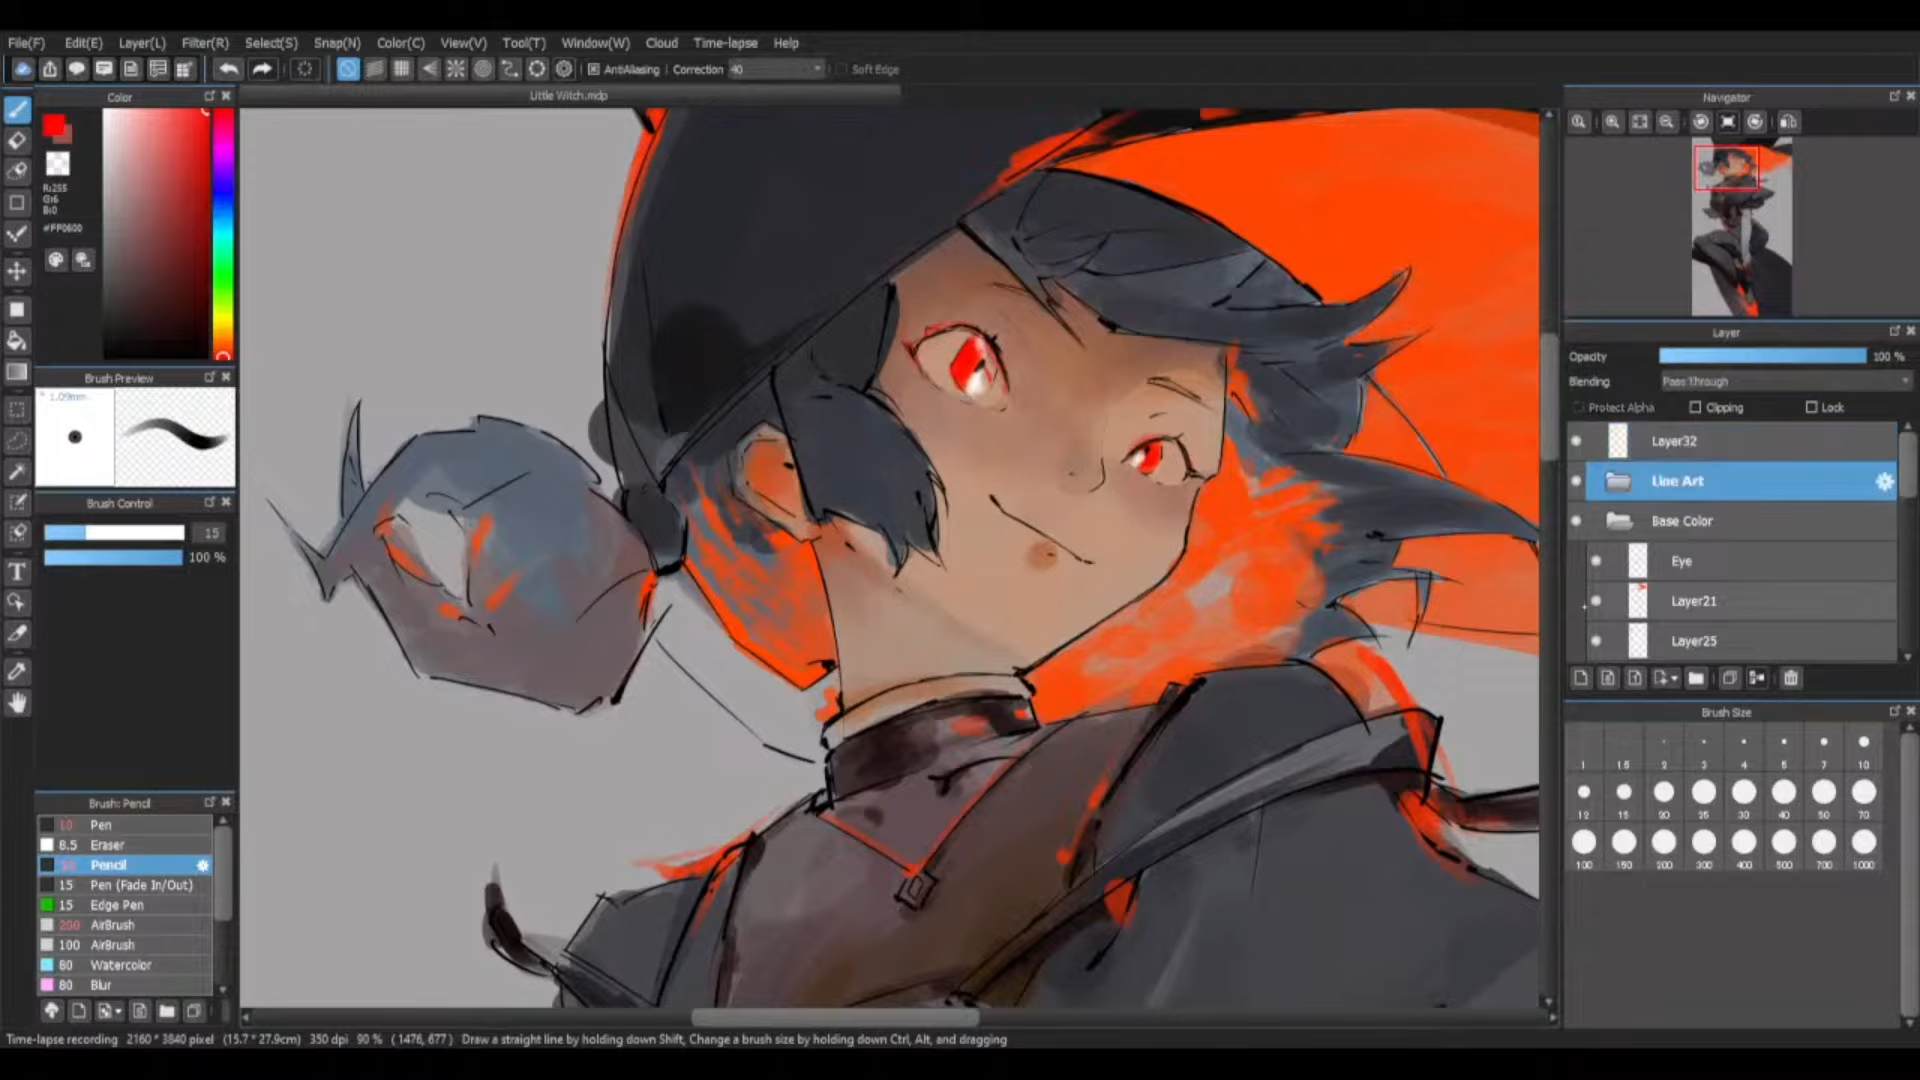 File(F) Edit(E) Layer(L) Filter(R) Select(S) Snap(N) Color(C) View(V) Tool(T) Window(W) Cloud Time-lapse Help
AntiAliasing Correction 40 Soft Edge
Color
Little Witch.mdp
R:255
G:6
B:0
#FF0600
Brush Preview
1.09mm
Brush Control
15
100 %
T
Brush: Pencil
10 Pen
8.5 Eraser
Pencil
15 Pen (Fade In/Out)
15 Edge Pen
200 AirBrush
100 AirBrush
80 Watercolor
80 Blur
Navigator
Layer
Opacity 100 %
Blending Pass Through
Protect Alpha Clipping Lock
Layer32
Line Art
Base Color
Eye
Layer21
Layer25
Brush Size
1 1.5 2 3 4 5 7 10
12 15 20 25 30 40 50 70
100 150 200 300 400 500 700 1000
Time-lapse recording 2160 * 3840 pixel (15.7 * 27.9cm) 350 dpi 90 % ( 1476, 677 ) Draw a straight line by holding down Shift, Change a brush size by holding down Ctrl, Alt, and dragging